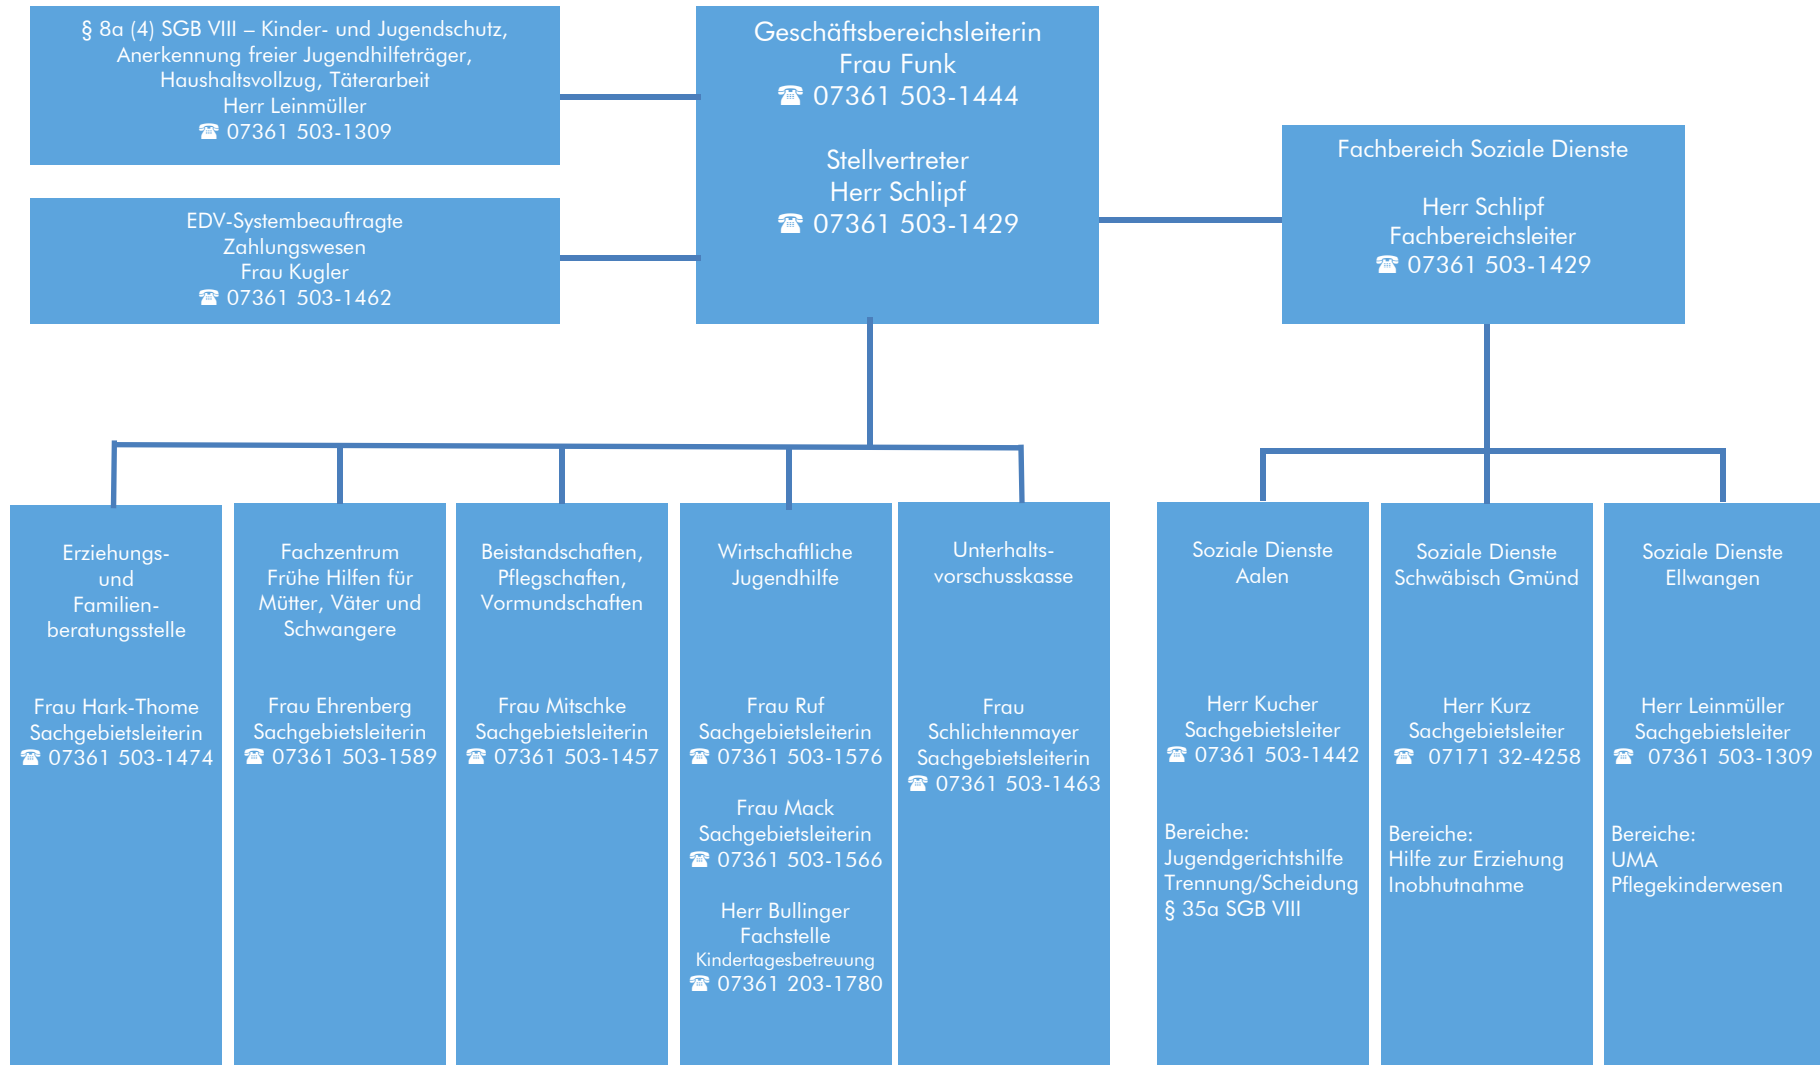 § 8a (4) SGB VIII – Kinder- und Jugendschutz,
Anerkennung freier Jugendhilfeträger,
Haushaltsvollzug, Täterarbeit
Herr Leinmüller
☎ 07361 503-1309
EDV-Systembeauftragte
Zahlungswesen
Frau Kugler
☎ 07361 503-1462
Geschäftsbereichsleiterin
Frau Funk
☎ 07361 503-1444
Stellvertreter
Herr Schlipf
☎ 07361 503-1429
Fachbereich Soziale Dienste
Herr Schlipf
Fachbereichsleiter
☎ 07361 503-1429
Erziehungs-
und
Familien-
beratungsstelle
Frau Hark-Thome
Sachgebietsleiterin
☎ 07361 503-1474
Fachzentrum
Frühe Hilfen für
Mütter, Väter und
Schwangere
Frau Ehrenberg
Sachgebietsleiterin
☎ 07361 503-1589
Beistandschaften,
Pflegschaften,
Vormundschaften
Frau Mitschke
Sachgebietsleiterin
☎ 07361 503-1457
Wirtschaftliche
Jugendhilfe
Frau Ruf
Sachgebietsleiterin
☎ 07361 503-1576
Frau Mack
Sachgebietsleiterin
☎ 07361 503-1566
Herr Bullinger
Fachstelle
Kindertagesbetreuung
☎ 07361 203-1780
Unterhalts-
vorschusskasse
Frau
Schlichtenmayer
Sachgebietsleiterin
☎ 07361 503-1463
Soziale Dienste
Aalen
Herr Kucher
Sachgebietsleiter
☎ 07361 503-1442
Bereiche:
Jugendgerichtshilfe
Trennung/Scheidung
§ 35a SGB VIII
Soziale Dienste
Schwäbisch Gmünd
Herr Kurz
Sachgebietsleiter
☎ 07171 32-4258
Bereiche:
Hilfe zur Erziehung
Inobhutnahme
Soziale Dienste
Ellwangen
Herr Leinmüller
Sachgebietsleiter
☎ 07361 503-1309
Bereiche:
UMA
Pflegekinderwesen